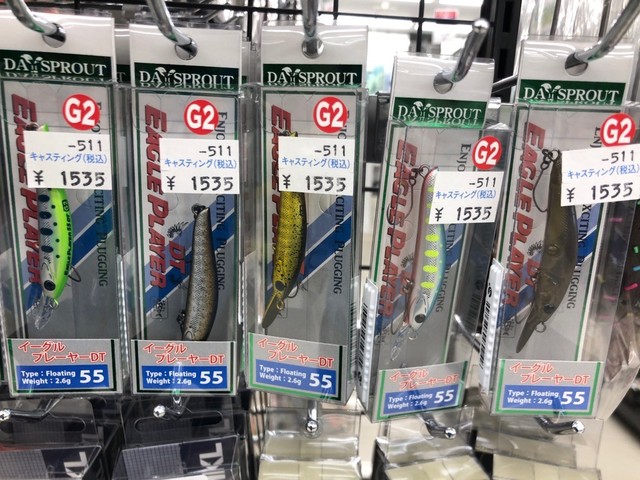 DAYSPROUT
G2
-511
キャスティング(税込)
¥ 1535
EAGLE PLAYER
イーグル
プレーヤーDT
Type : Floating
Weight : 2.6g
55
DAYSPROUT
G2
-511
キャスティング(税込)
¥ 1535
EAGLE PLAYER
DT
イーグル
プレーヤーDT
Type : Floating
Weight : 2.6g
55
DAYSPROUT
G2
-511
キャスティング(税込)
¥ 1535
EAGLE PLAYER
PLUGGING
イーグル
プレーヤーDT
Type : Floating
Weight : 2.6g
55
DAYSPROUT
G2
-511
キャスティング(税込)
¥ 1535
EAGLE PLAYER
EXCITING PLUGGING
イーグル
プレーヤーDT
Type : Floating
Weight : 2.6g
55
DAYSPROUT
G2
-511
キャスティング(税込)
¥ 1535
EAGLE PLAYER
DT
PLUGGING
イーグル
プレーヤーDT
Type : Floating
Weight : 2.6g
55